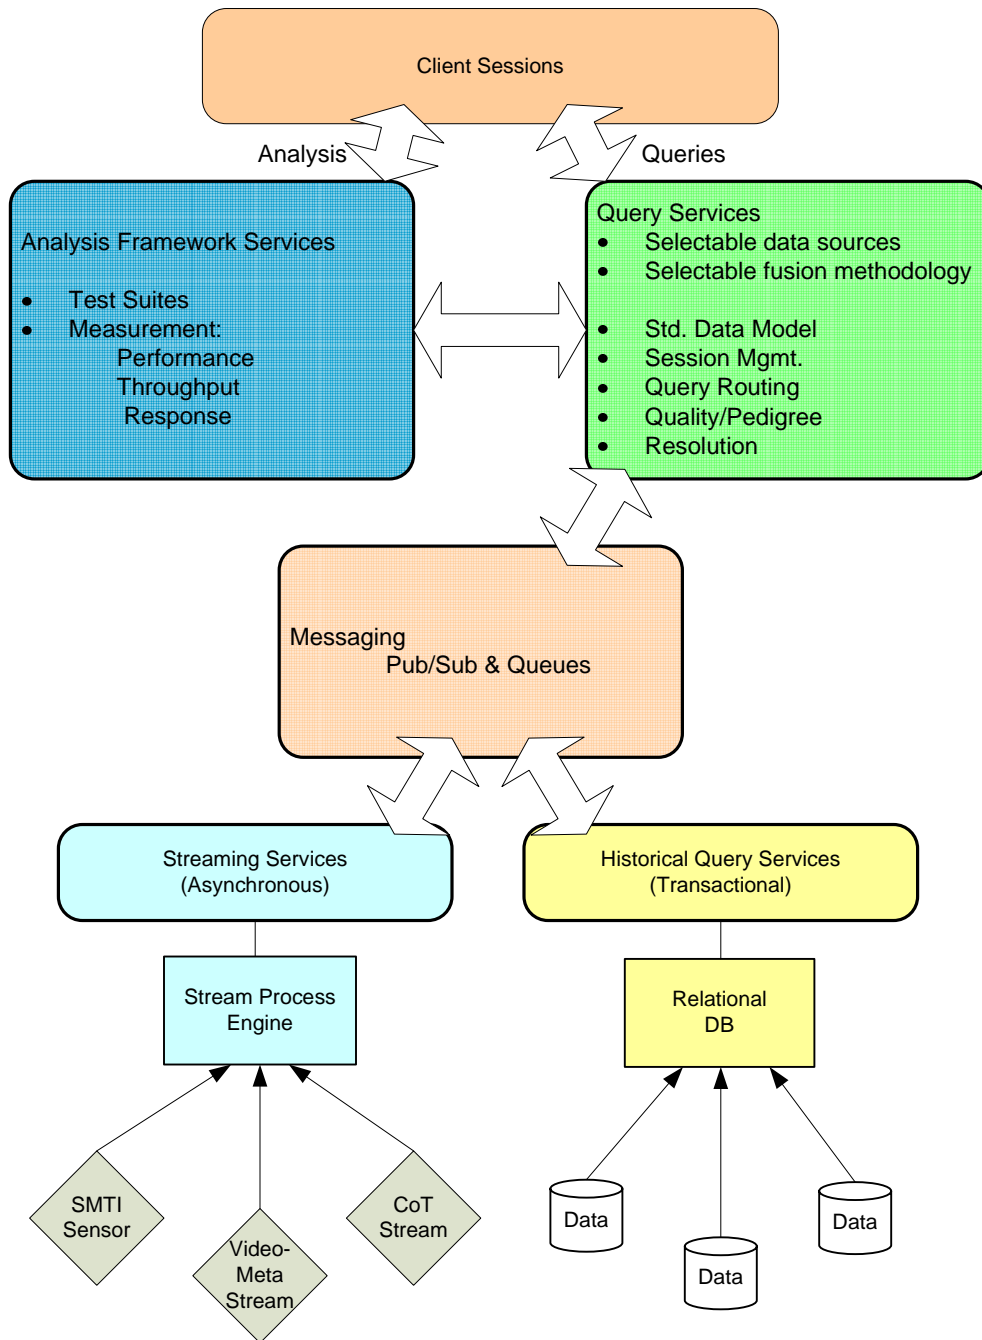 Client Sessions
Analysis
Queries
Analysis Framework Services
• Test Suites
• Measurement:
Performance
Throughput
Response
Query Services
• Selectable data sources
• Selectable fusion methodology
• Std. Data Model
• Session Mgmt.
• Query Routing
• Quality/Pedigree
• Resolution
Messaging
Pub/Sub & Queues
Streaming Services
(Asynchronous)
Historical Query Services
(Transactional)
Stream Process
Engine
Relational
DB
SMTI
Sensor
Video-
Meta
Stream
CoT
Stream
Data
Data
Data